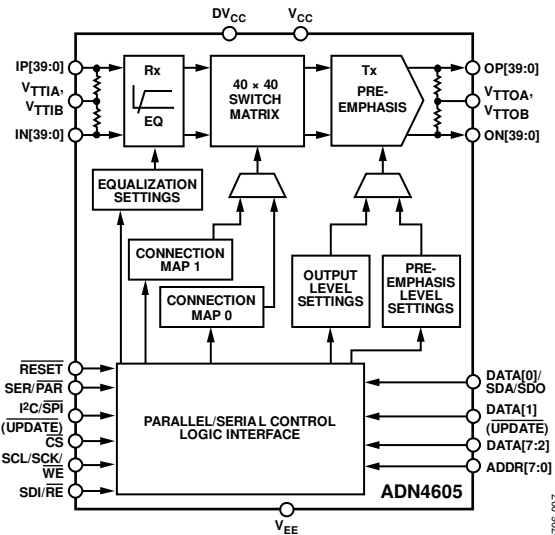 DVCC
VCC
IP[39:0]
VTTIA,
VTTIB
IN[39:0]
Rx
EQ
40 × 40
SWITCH
MATRIX
Tx
PRE-
EMPHASIS
OP[39:0]
VTTOA,
VTTOB
ON[39:0]
EQUALIZATION
SETTINGS
CONNECTION
MAP 1
CONNECTION
MAP 0
OUTPUT
LEVEL
SETTINGS
PRE-
EMPHASIS
LEVEL
SETTINGS
RESET
SER/PAR
I2C/SPI
(UPDATE)
CS
SCL/SCK/
WE
SDI/RE
PARALLEL/SERIAL CONTROL
LOGIC INTERFACE
DATA[0]/
SDA/SDO
DATA[1]
(UPDATE)
DATA[7:2]
ADDR[7:0]
ADN4605
VEE